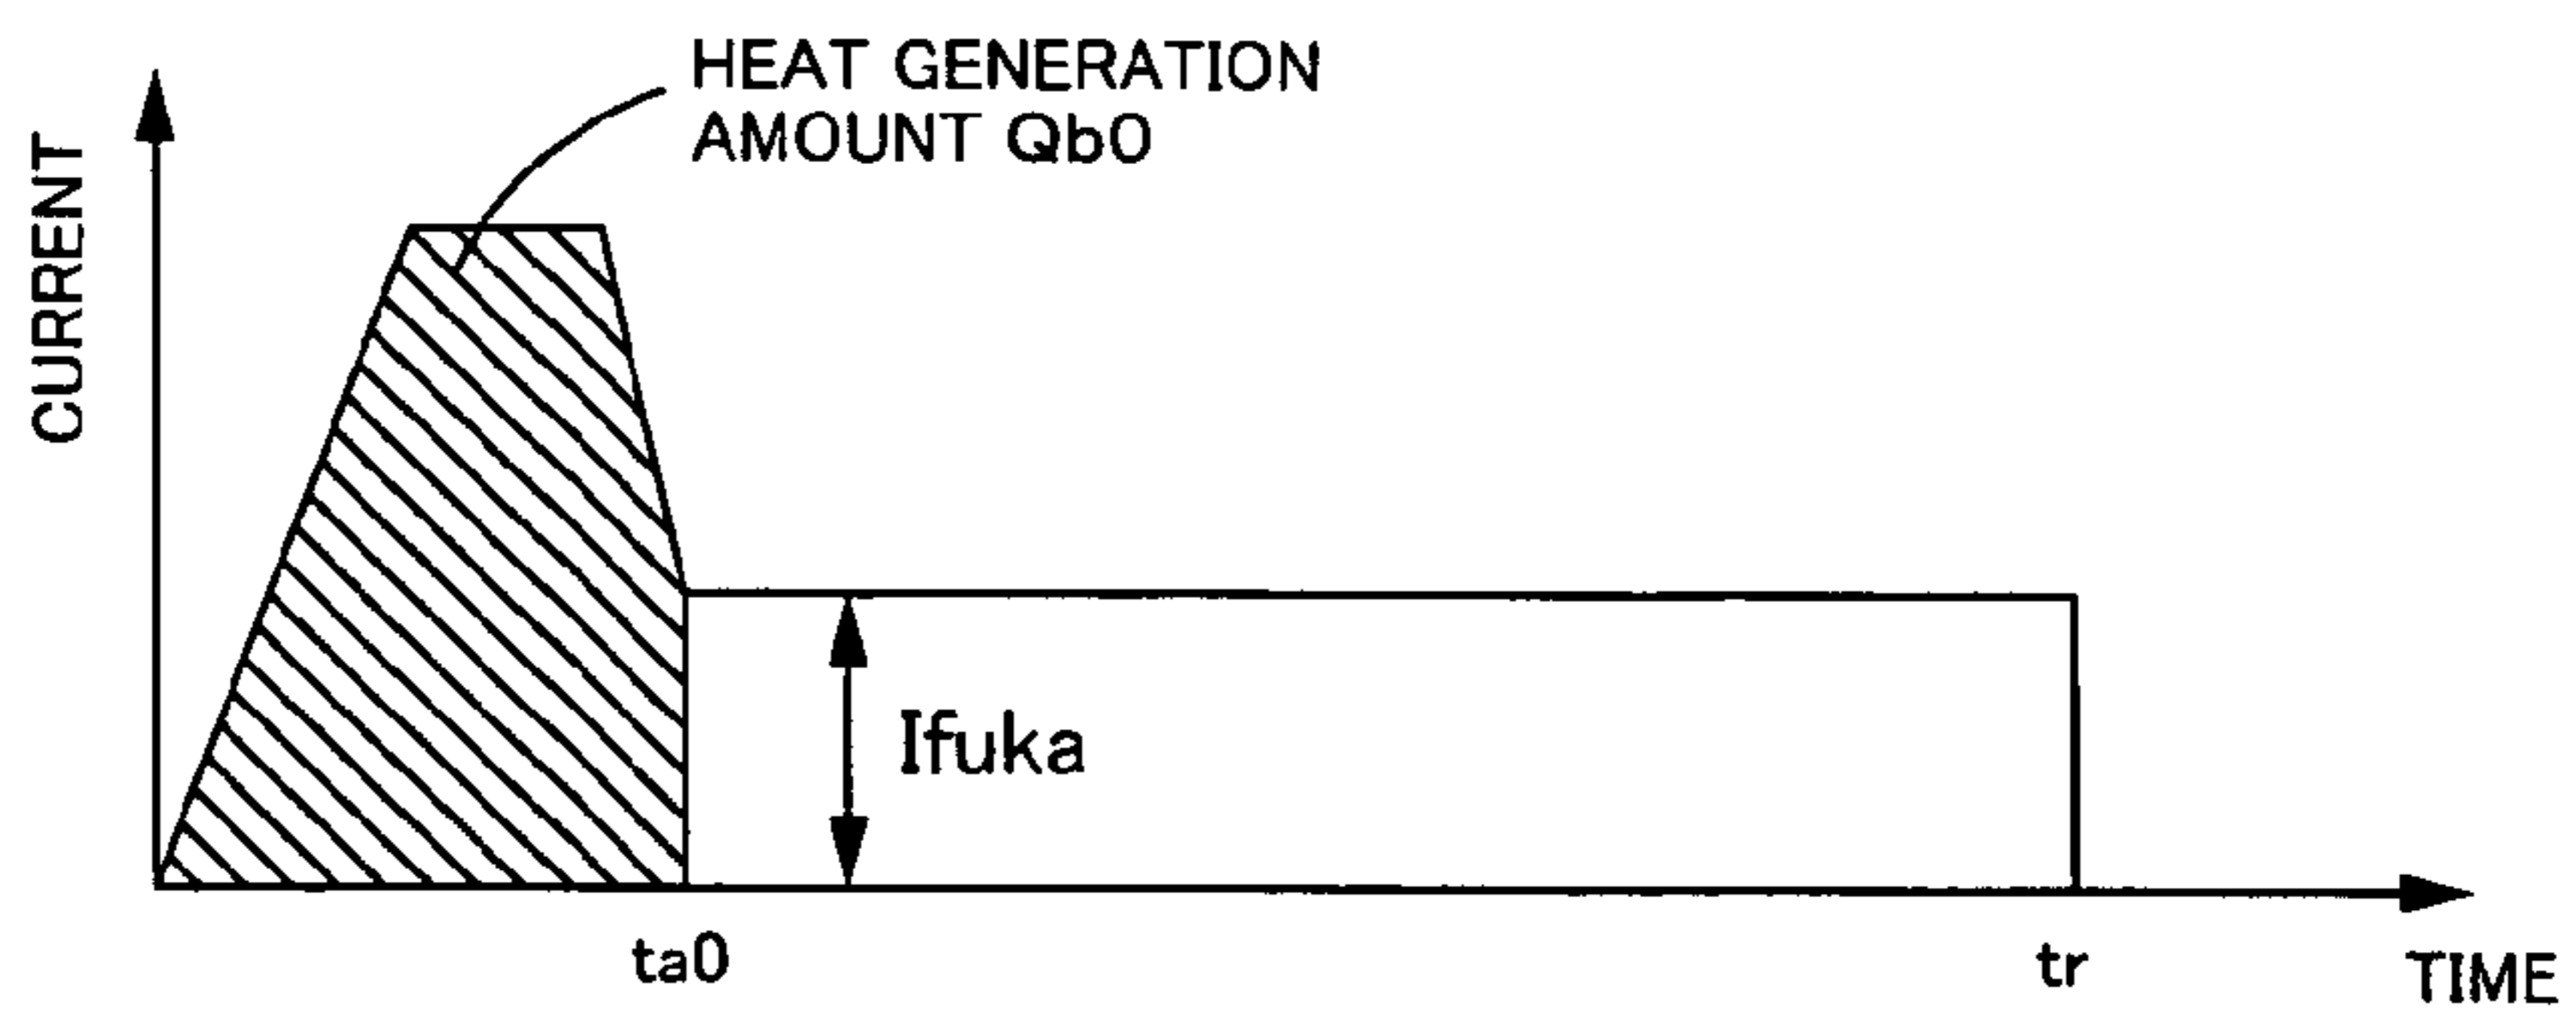 HEAT GENERATION
AMOUNT Qb0
CURRENT
Ifuka
ta0
tr
TIME